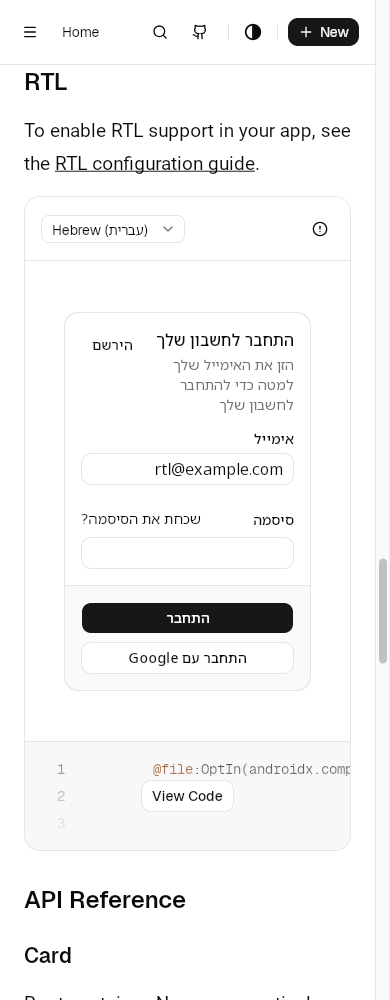 Home
New
RTL
To enable RTL support in your app, see
the RTL configuration guide.
Hebrew (עברית)
התחבר לחשבון שלך
הירשם
הזן את האימייל שלך
למטה כדי להתחבר
לחשבון שלך
אימייל
rtl@example.com
סיסמה
שכחת את הסיסמה?
התחבר
התחבר עם Google
1 @file:OptIn(androidx.comp
2
View Code
3
API Reference
Card